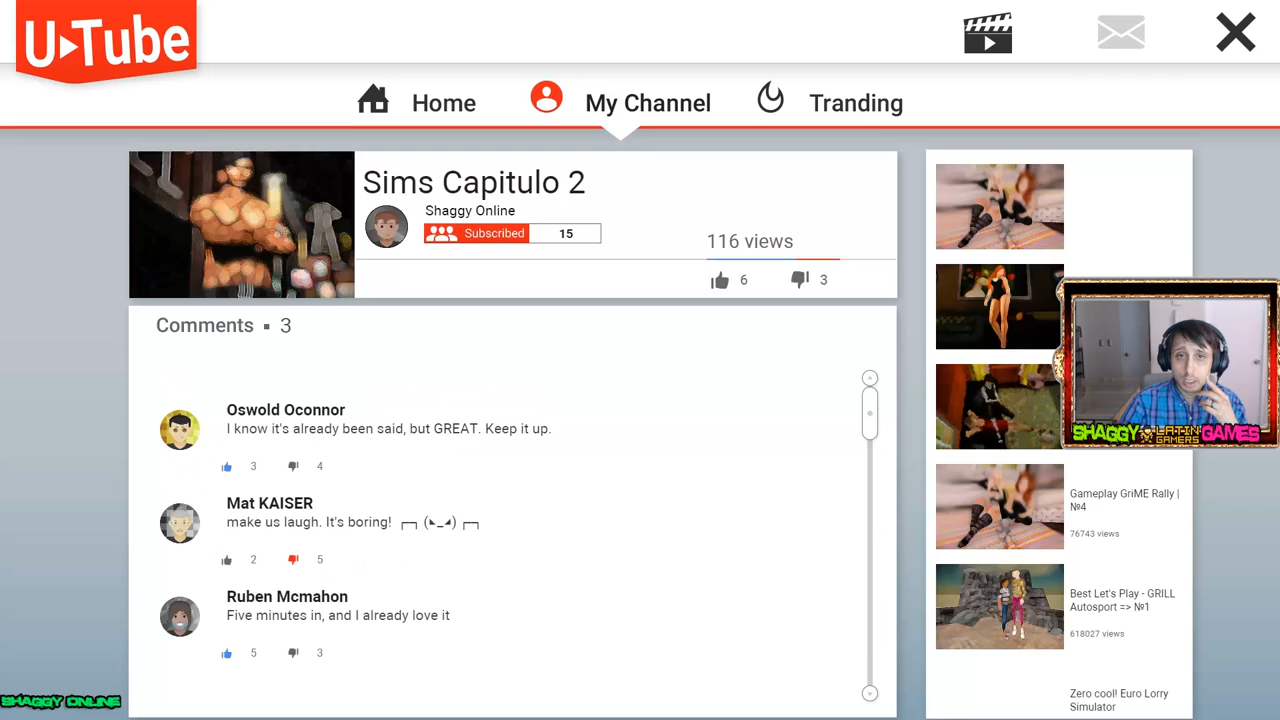 U Tube
Home
My Channel
Tranding
Sims Capitulo 2
Shaggy Online
Subscribed
15
116 views
6
3
Comments ▪ 3
Oswold Oconnor
I know it's already been said, but GREAT. Keep it up.
3
4
Mat KAISER
make us laugh. It's boring! ┌─┐ (◣_◢) ┌─┐
2
5
Ruben Mcmahon
Five minutes in, and I already love it
5
3
SHAGGY LATIN GAMERS GAMES
Gameplay GriME Rally |
№4
76743 views
Best Let's Play - GRILL
Autosport => №1
618027 views
Zero cool! Euro Lorry
Simulator
SHAGGY ONLINE